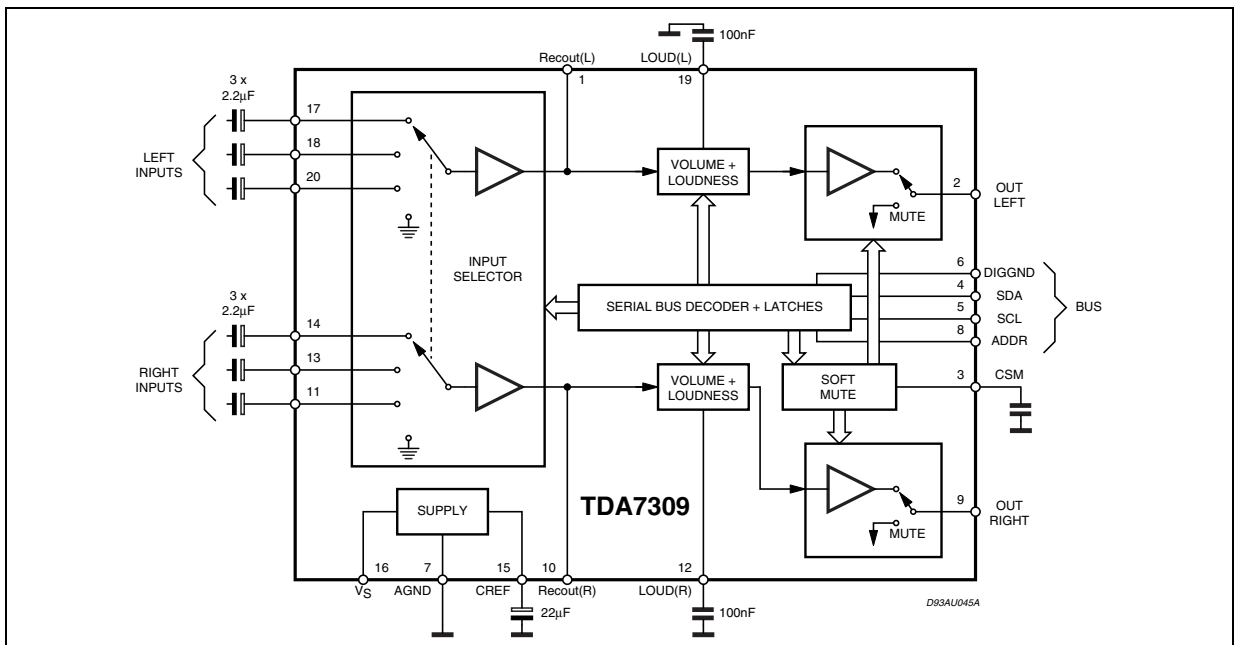 100nF
Recout(L)
LOUD(L)
1
19
3 x
2.2µF
17
18
20
LEFT
INPUTS
VOLUME +
LOUDNESS
2
OUT
LEFT
MUTE
INPUT
SELECTOR
6
DIGGND
4
SDA
5
SCL
8
ADDR
BUS
SERIAL BUS DECODER + LATCHES
3 x
2.2µF
14
13
11
RIGHT
INPUTS
VOLUME +
LOUDNESS
SOFT
MUTE
3
CSM
TDA7309
SUPPLY
9
OUT
RIGHT
MUTE
16
7
15
10
12
VS
AGND
CREF
Recout(R)
LOUD(R)
22µF
100nF
D93AU045A